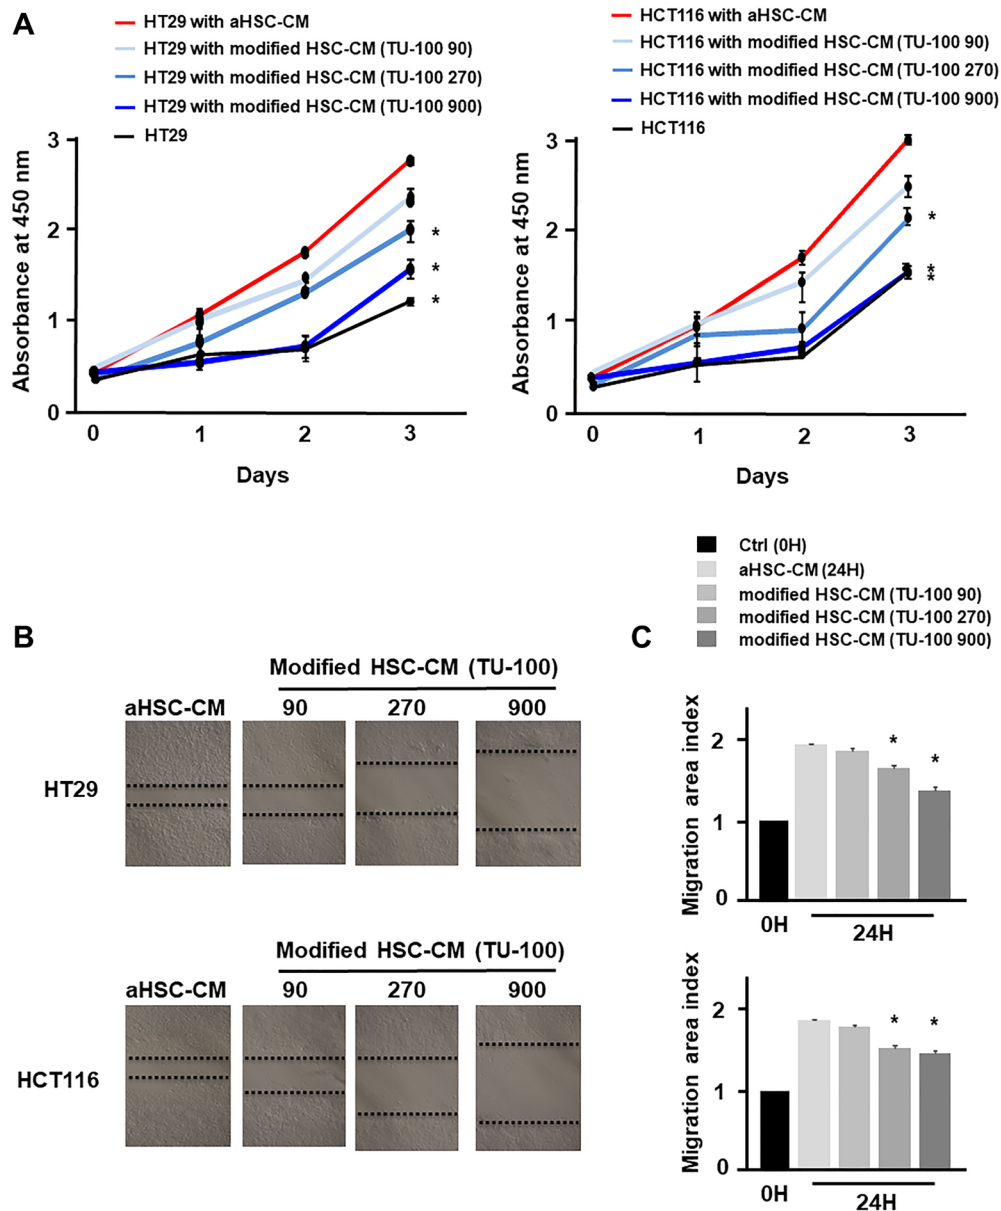 A
HT29 with aHSC-CM
HT29 with modified HSC-CM (TU-100 90)
HT29 with modified HSC-CM (TU-100 270)
HT29 with modified HSC-CM (TU-100 900)
HT29
Absorbance at 450 nm
3
2
1
0
0 1 2 3
Days
*
*
*
HCT116 with aHSC-CM
HCT116 with modified HSC-CM (TU-100 90)
HCT116 with modified HSC-CM (TU-100 270)
HCT116 with modified HSC-CM (TU-100 900)
HCT116
Absorbance at 450 nm
3
2
1
0
0 1 2 3
Days
*
*
*
B
Modified HSC-CM (TU-100)
aHSC-CM 90 270 900
HT29
Modified HSC-CM (TU-100)
aHSC-CM 90 270 900
HCT116
C
Ctrl (0H)
aHSC-CM (24H)
modified HSC-CM (TU-100 90)
modified HSC-CM (TU-100 270)
modified HSC-CM (TU-100 900)
Migration area index
2
1
0
* *
0H 24H
Migration area index
2
1
0
* *
0H 24H